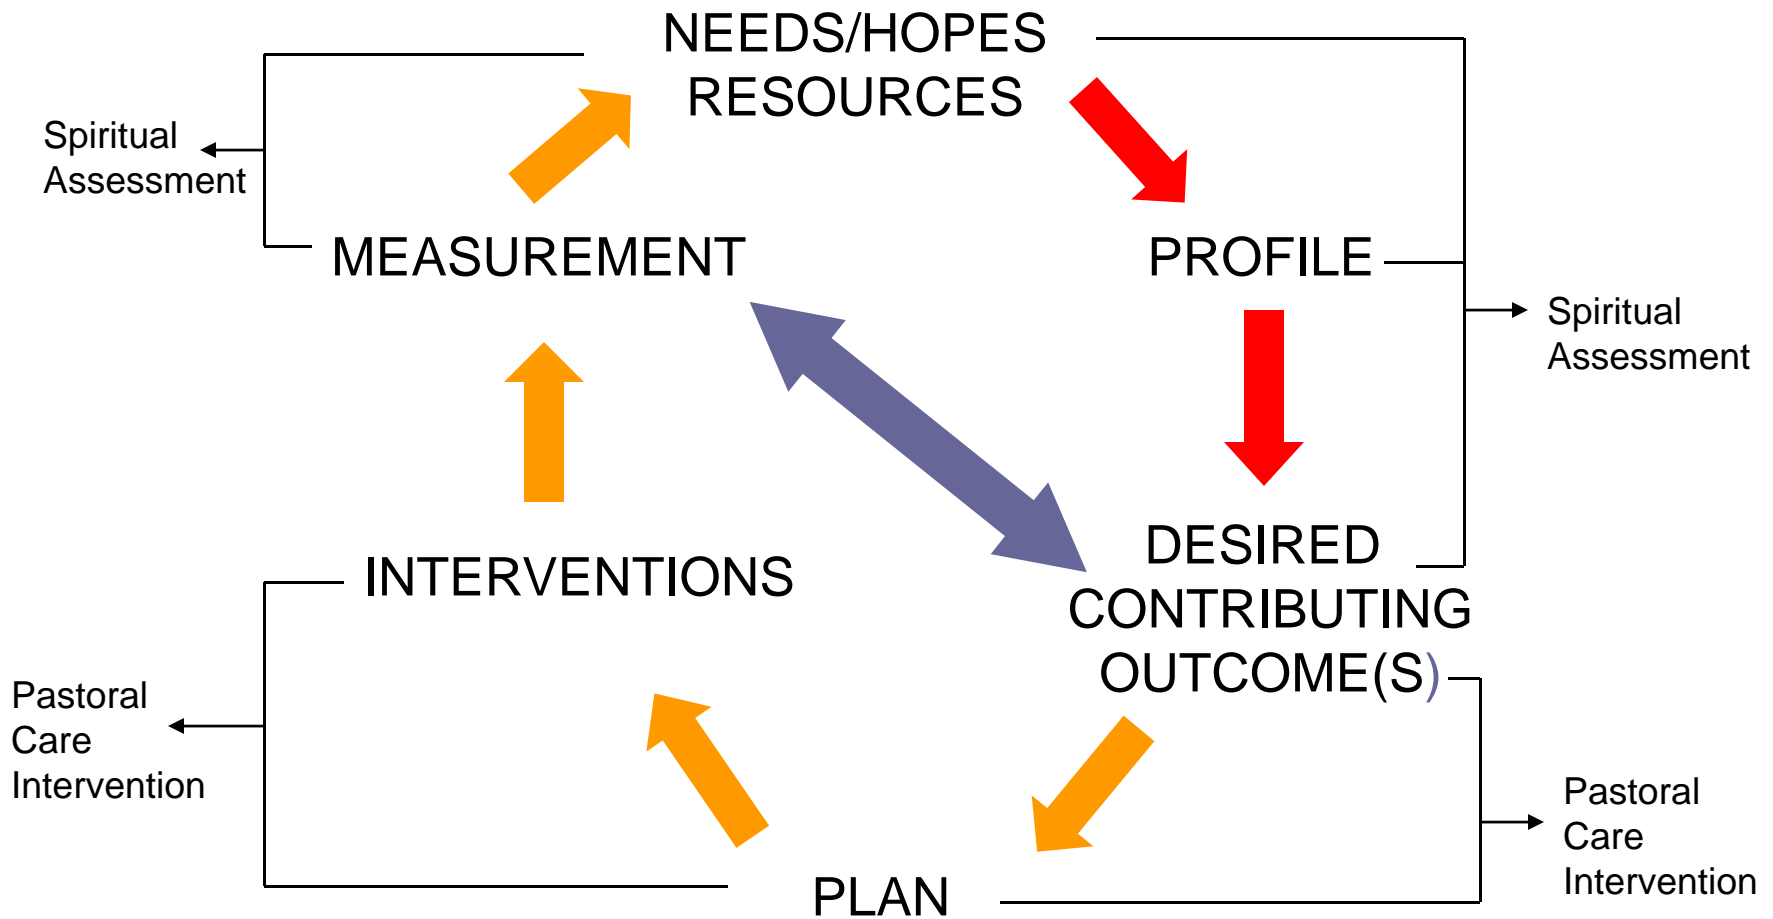 NEEDS/HOPES
RESOURCES
Spiritual
Assessment
MEASUREMENT
PROFILE
Spiritual
Assessment
DESIRED
CONTRIBUTING
OUTCOME(S)
INTERVENTIONS
Pastoral
Care
Intervention
Pastoral
Care
Intervention
PLAN